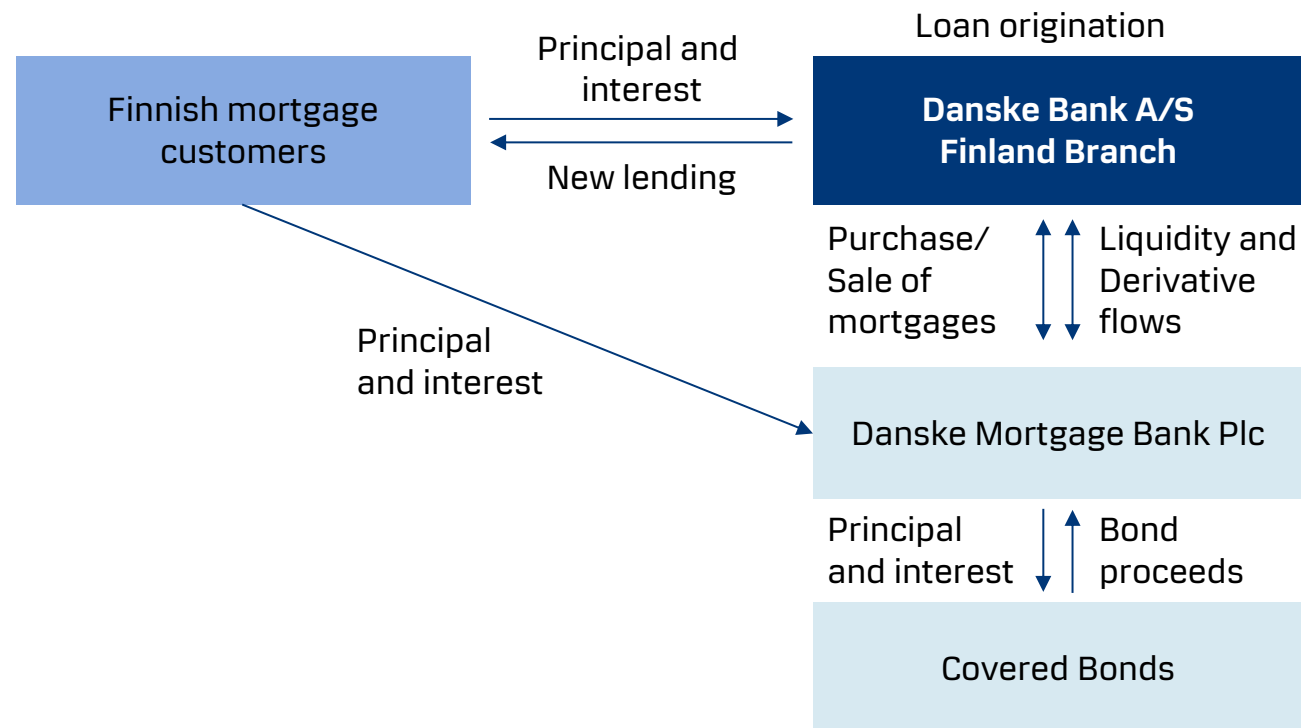 Loan origination
Finnish mortgage
customers
Principal and
interest
New lending
Danske Bank A/S
Finland Branch
Purchase/
Sale of
mortgages
Liquidity and
Derivative
flows
Principal
and interest
Danske Mortgage Bank Plc
Principal
and interest
Bond
proceeds
Covered Bonds